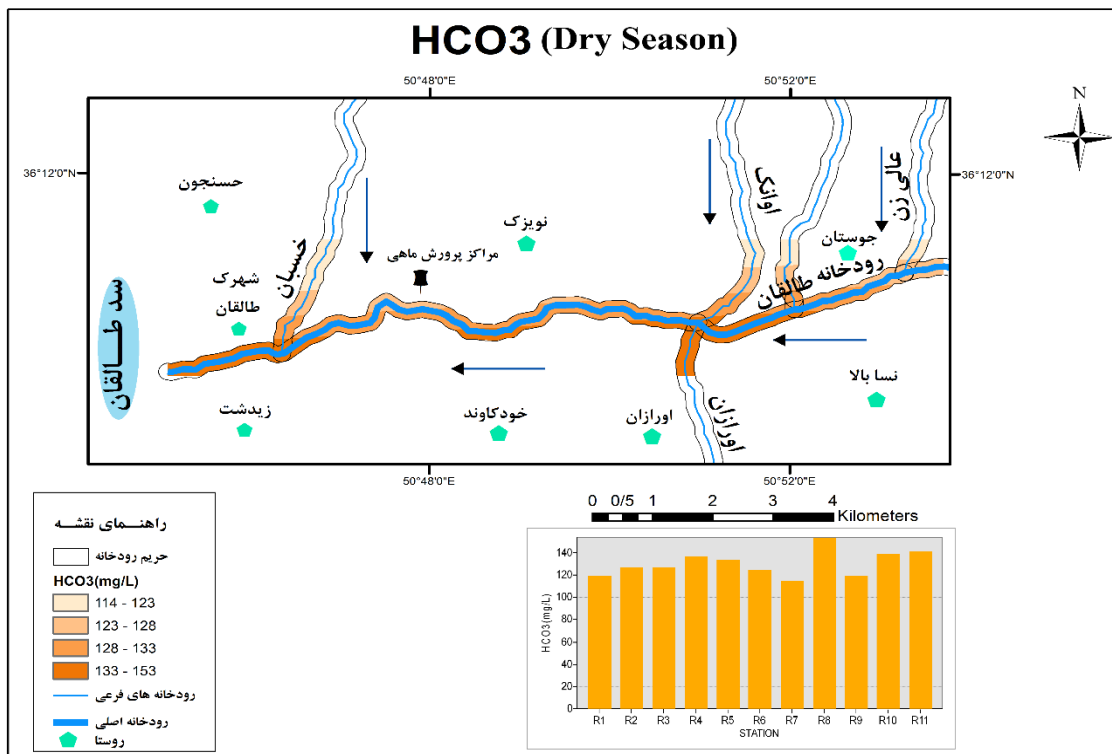 HCO3 (Dry Season)
50°48'0"E
50°52'0"E
36°12'0"N
36°12'0"N
N
حسنجون
نویزک
مراکز پرورش ماهی
خسبان
اوانک
جوستان
عالی زن
رودخانه طالقان
شهرک
طالقان
سد طالقان
زیدشت
خودکاوند
اورازان
اورازان
نسا بالا
50°48'0"E
50°52'0"E
راهنمای نقشه
حریم رودخانه
HCO3(mg/L)
114 - 123
123 - 128
128 - 133
133 - 153
رودخانه های فرعی
رودخانه اصلی
روستا
0 0/5 1 2 3 4
Kilometers
HCO3(mg/L)
140
120
100
80
60
40
20
0
R1 R2 R3 R4 R5 R6 R7 R8 R9 R10 R11
STATION